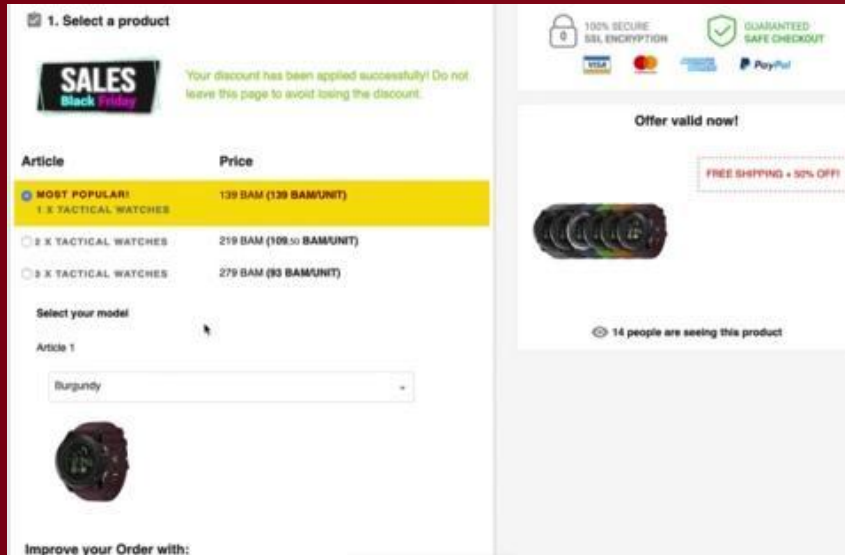 1. Select a product
SALES
Black Friday
Your discount has been applied successfully! Do not
leave this page to avoid losing the discount.
Article Price
MOST POPULAR!
1 X TACTICAL WATCHES
139 BAM (139 BAM/UNIT)
2 X TACTICAL WATCHES 219 BAM (109.50 BAM/UNIT)
3 X TACTICAL WATCHES 279 BAM (93 BAM/UNIT)
Select your model
Article 1
Burgundy
Improve your Order with:
100% SECURE
SSL ENCRYPTION
GUARANTEED
SAFE CHECKOUT
VISA
PayPal
Offer valid now!
FREE SHIPPING + 50% OFF!
14 people are seeing this product